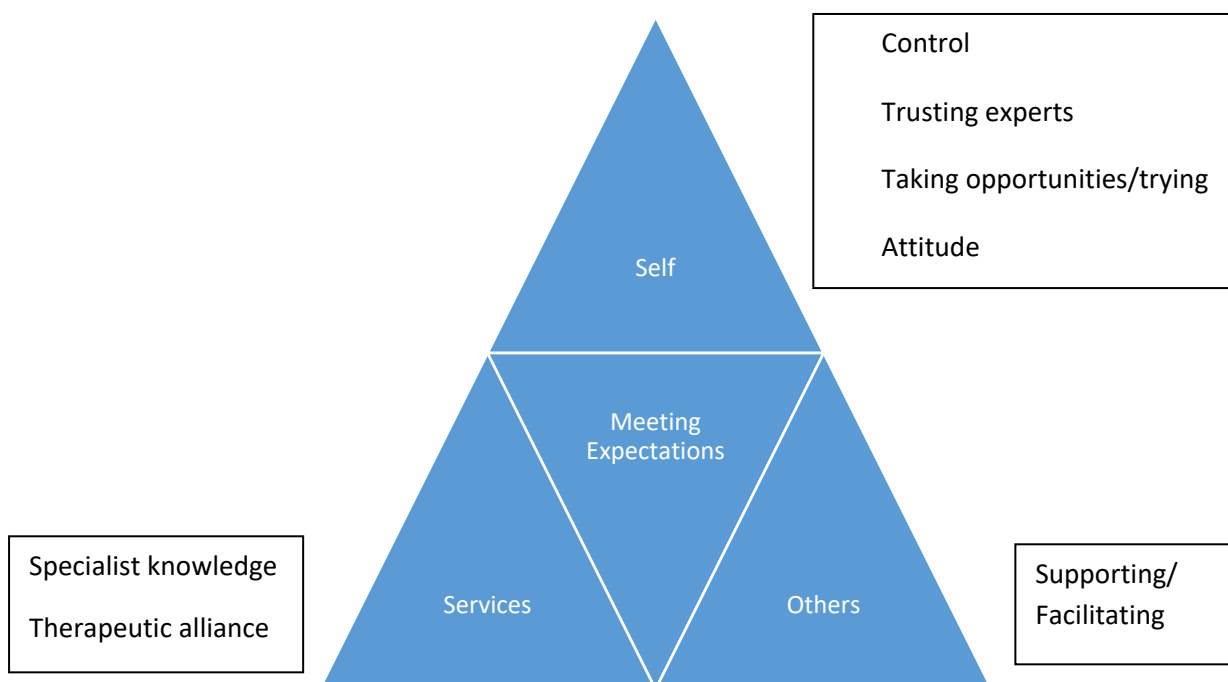 Control
Trusting experts
Taking opportunities/trying
Attitude
Self
Meeting
Expectations
Specialist knowledge
Therapeutic alliance
Services
Others
Supporting/
Facilitating